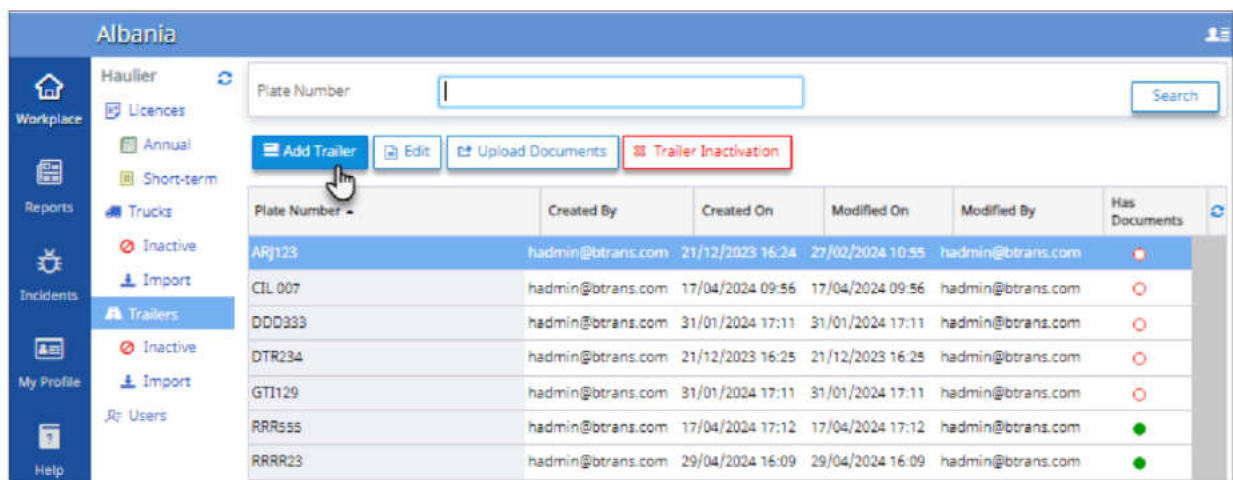 Albania
Workplace
Reports
Incidents
My Profile
Help
Haulier
Licences
Annual
Short-term
Trucks
Inactive
Import
Trailers
Inactive
Import
Users
Plate Number
Search
Add Trailer Edit Upload Documents Trailer Inactivation
Plate Number Created By Created On Modified On Modified By Has Documents
ARJ123 hadmin@btrans.com 21/12/2023 16:24 27/02/2024 10:55 hadmin@btrans.com
CIL 007 hadmin@btrans.com 17/04/2024 09:56 17/04/2024 09:56 hadmin@btrans.com
DDD333 hadmin@btrans.com 31/01/2024 17:11 31/01/2024 17:11 hadmin@btrans.com
DTR234 hadmin@btrans.com 21/12/2023 16:25 21/12/2023 16:25 hadmin@btrans.com
GTI129 hadmin@btrans.com 31/01/2024 17:11 31/01/2024 17:11 hadmin@btrans.com
RRR555 hadmin@btrans.com 17/04/2024 17:12 17/04/2024 17:12 hadmin@btrans.com
RRRR23 hadmin@btrans.com 29/04/2024 16:09 29/04/2024 16:09 hadmin@btrans.com